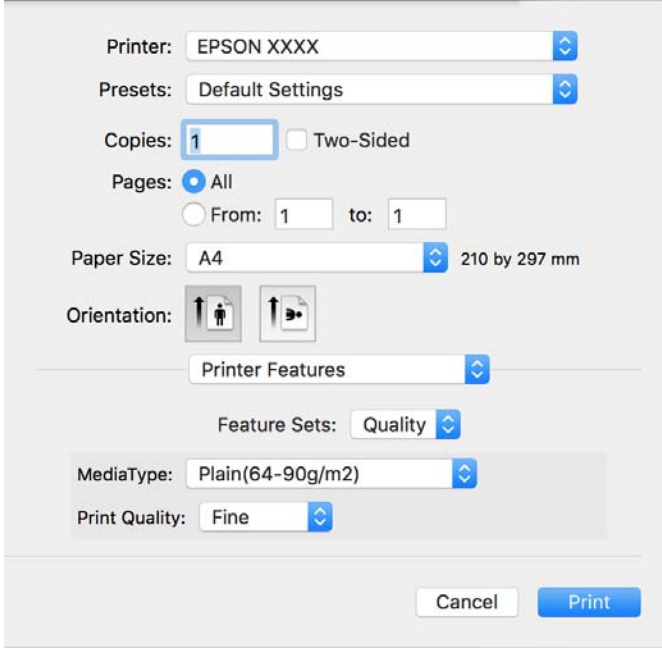 Printer: EPSON XXXX
Presets: Default Settings
Copies: 1 Two-Sided
Pages: All
From: 1 to: 1
Paper Size: A4 210 by 297 mm
Orientation:
Printer Features
Feature Sets: Quality
MediaType: Plain(64-90g/m2)
Print Quality: Fine
Cancel Print